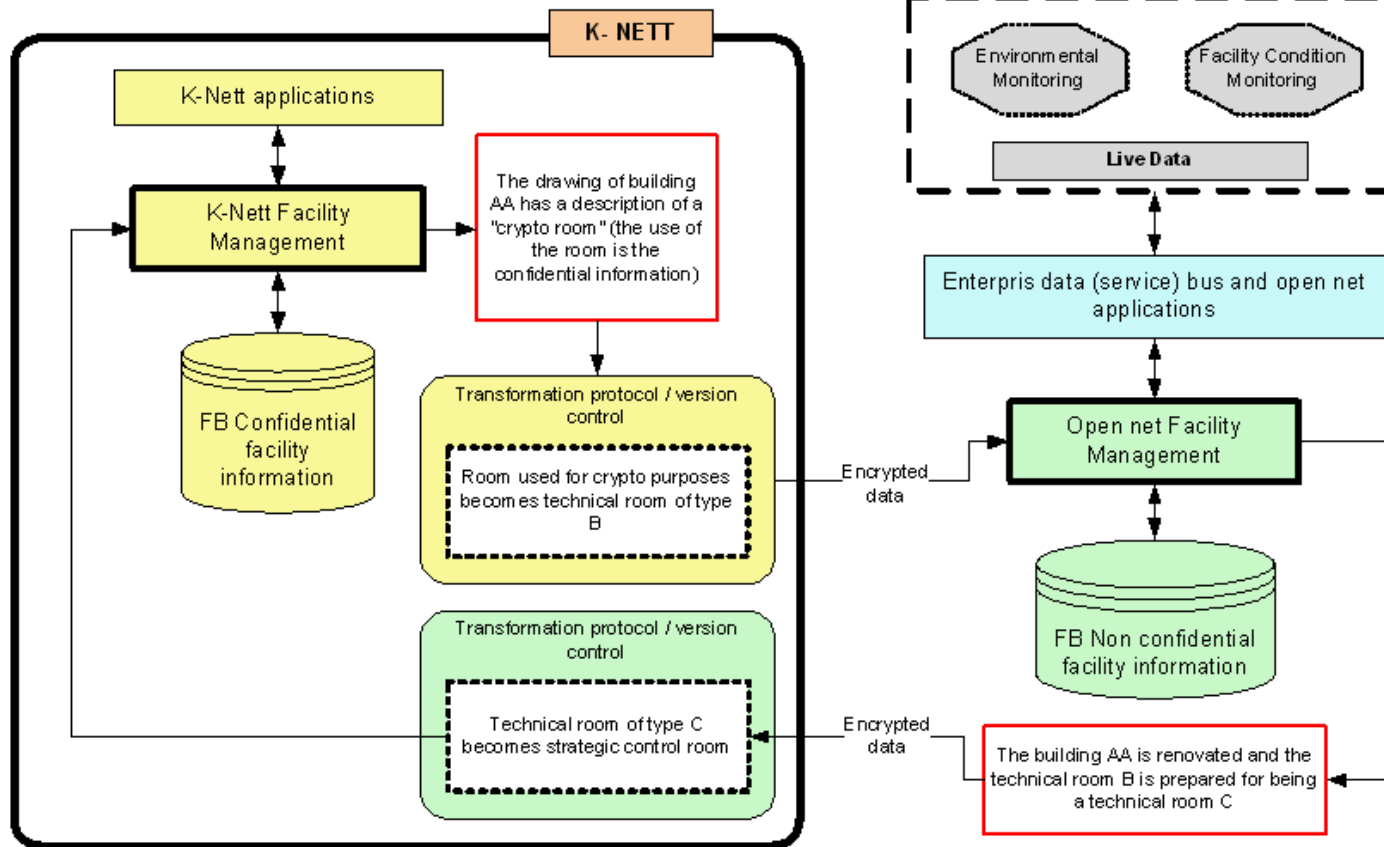 K- NETT
K-Nett applications
K-Nett Facility
Management
FB Confidential
facility
information
The drawing of building
AA has a description of a
"crypto room" (the use of
the room is the
confidential information)
Transformation protocol / version
control
Room used for crypto purposes
becomes technical room of type
B
Encrypted
data
Transformation protocol / version
control
Technical room of type C
becomes strategic control room
Encrypted
data
Environmental
Monitoring
Facility Condition
Monitoring
Live Data
Enterpris data (service) bus and open net
applications
Open net Facility
Management
FB Non confidential
facility information
The building AA is renovated and the
technical room B is prepared for being
a technical room C